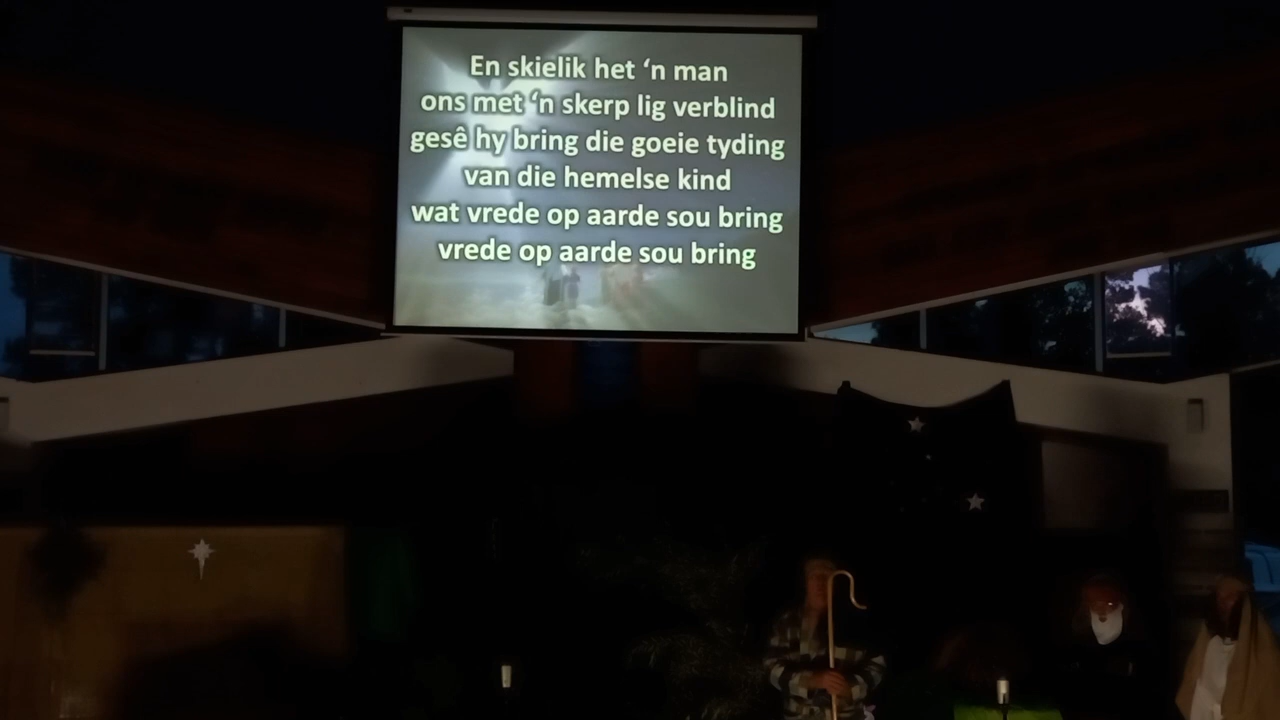 En skielik het ‘n man
ons met ‘n skerp lig verblind
gesê hy bring die goeie tyding
van die hemelse kind
wat vrede op aarde sou bring
vrede op aarde sou bring